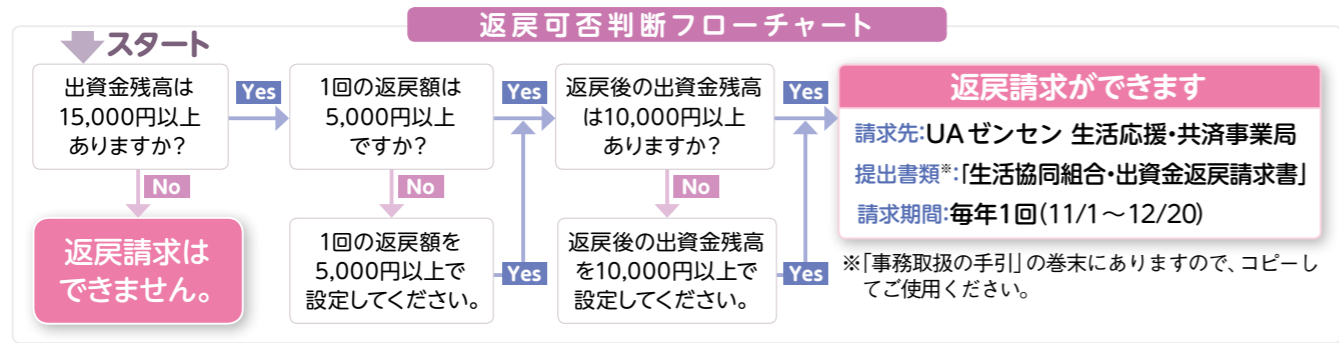 返戻可否判断フローチャート
スタート
出資金残高は
15,000円以上
ありますか?
Yes
1回の返戻額は
5,000円以上
ですか?
Yes
返戻後の出資金残高
は10,000円以上
ありますか?
Yes
返戻請求ができます
請求先:UAゼンセン 生活応援・共済事業局
提出書類※:「生活協同組合・出資金返戻請求書」
請求期間:毎年1回(11/1～12/20)
※「事務取扱の手引」の巻末にありますので、コピーし
てご使用ください。
No
返戻請求は
できません。
No
1回の返戻額を
5,000円以上で
設定してください。
Yes
No
返戻後の出資金残高
を10,000円以上で
設定してください。
Yes